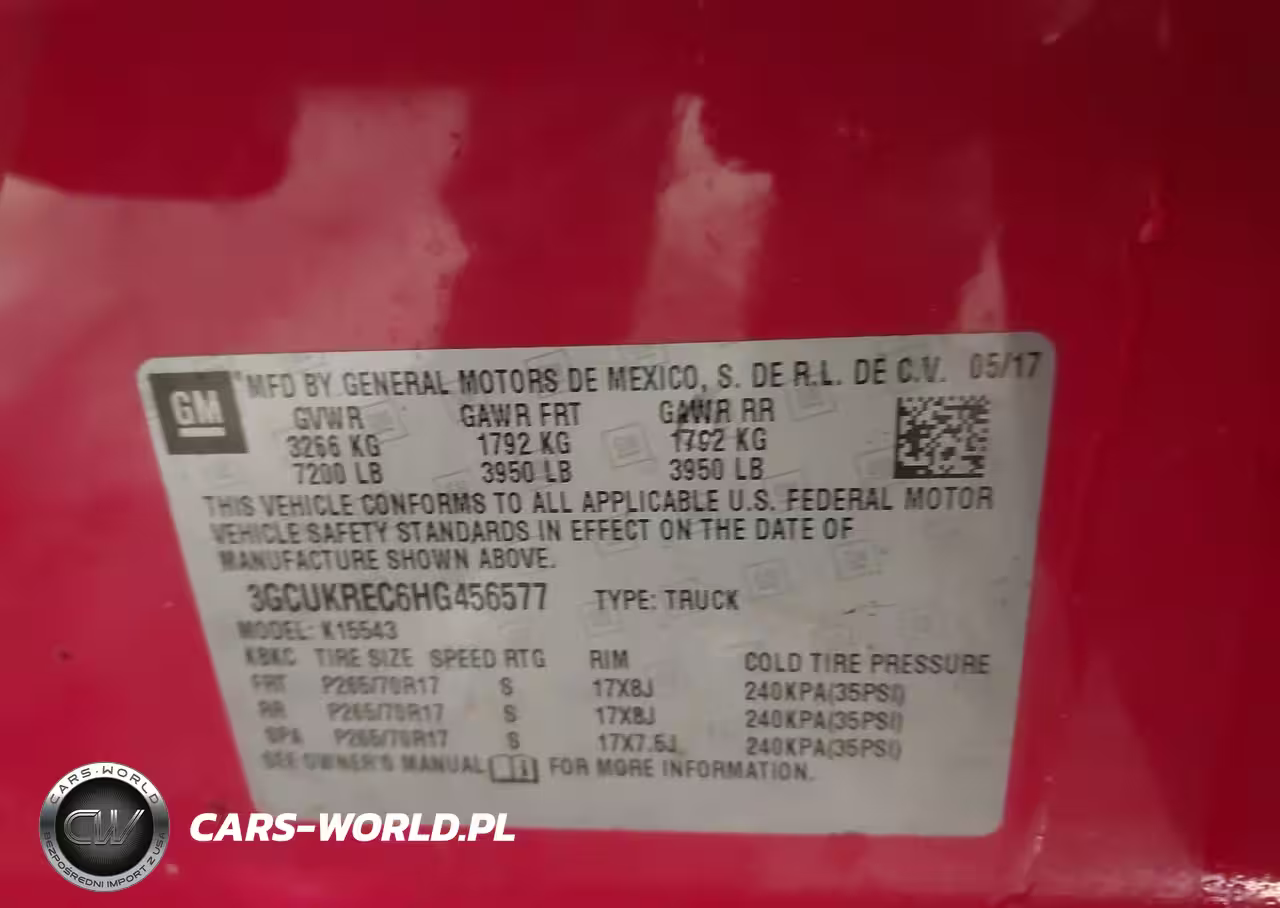 GM
MFD BY GENERAL MOTORS DE MEXICO, S. DE R.L. DE C.V. 05/17
GVWR GAWR FRT GAWR RR
3266 KG 1792 KG 1792 KG
7200 LB 3950 LB 3950 LB
THIS VEHICLE CONFORMS TO ALL APPLICABLE U.S. FEDERAL MOTOR
VEHICLE SAFETY STANDARDS IN EFFECT ON THE DATE OF
MANUFACTURE SHOWN ABOVE.
3GCUKREC6HG456577 TYPE: TRUCK
MODEL: K15543
TIRE SIZE SPEED RTG RIM COLD TIRE PRESSURE
FRT P265/70R17 S 17X8J 240KPA(35PSI)
RR P265/70R17 S 17X8J 240KPA(35PSI)
SPA P265/70R17 S 17X7.5J 240KPA(35PSI)
SEE OWNER'S MANUAL FOR MORE INFORMATION.
CARS-WORLD
CW
BEZPOŚREDNI IMPORT Z USA
CARS-WORLD.PL